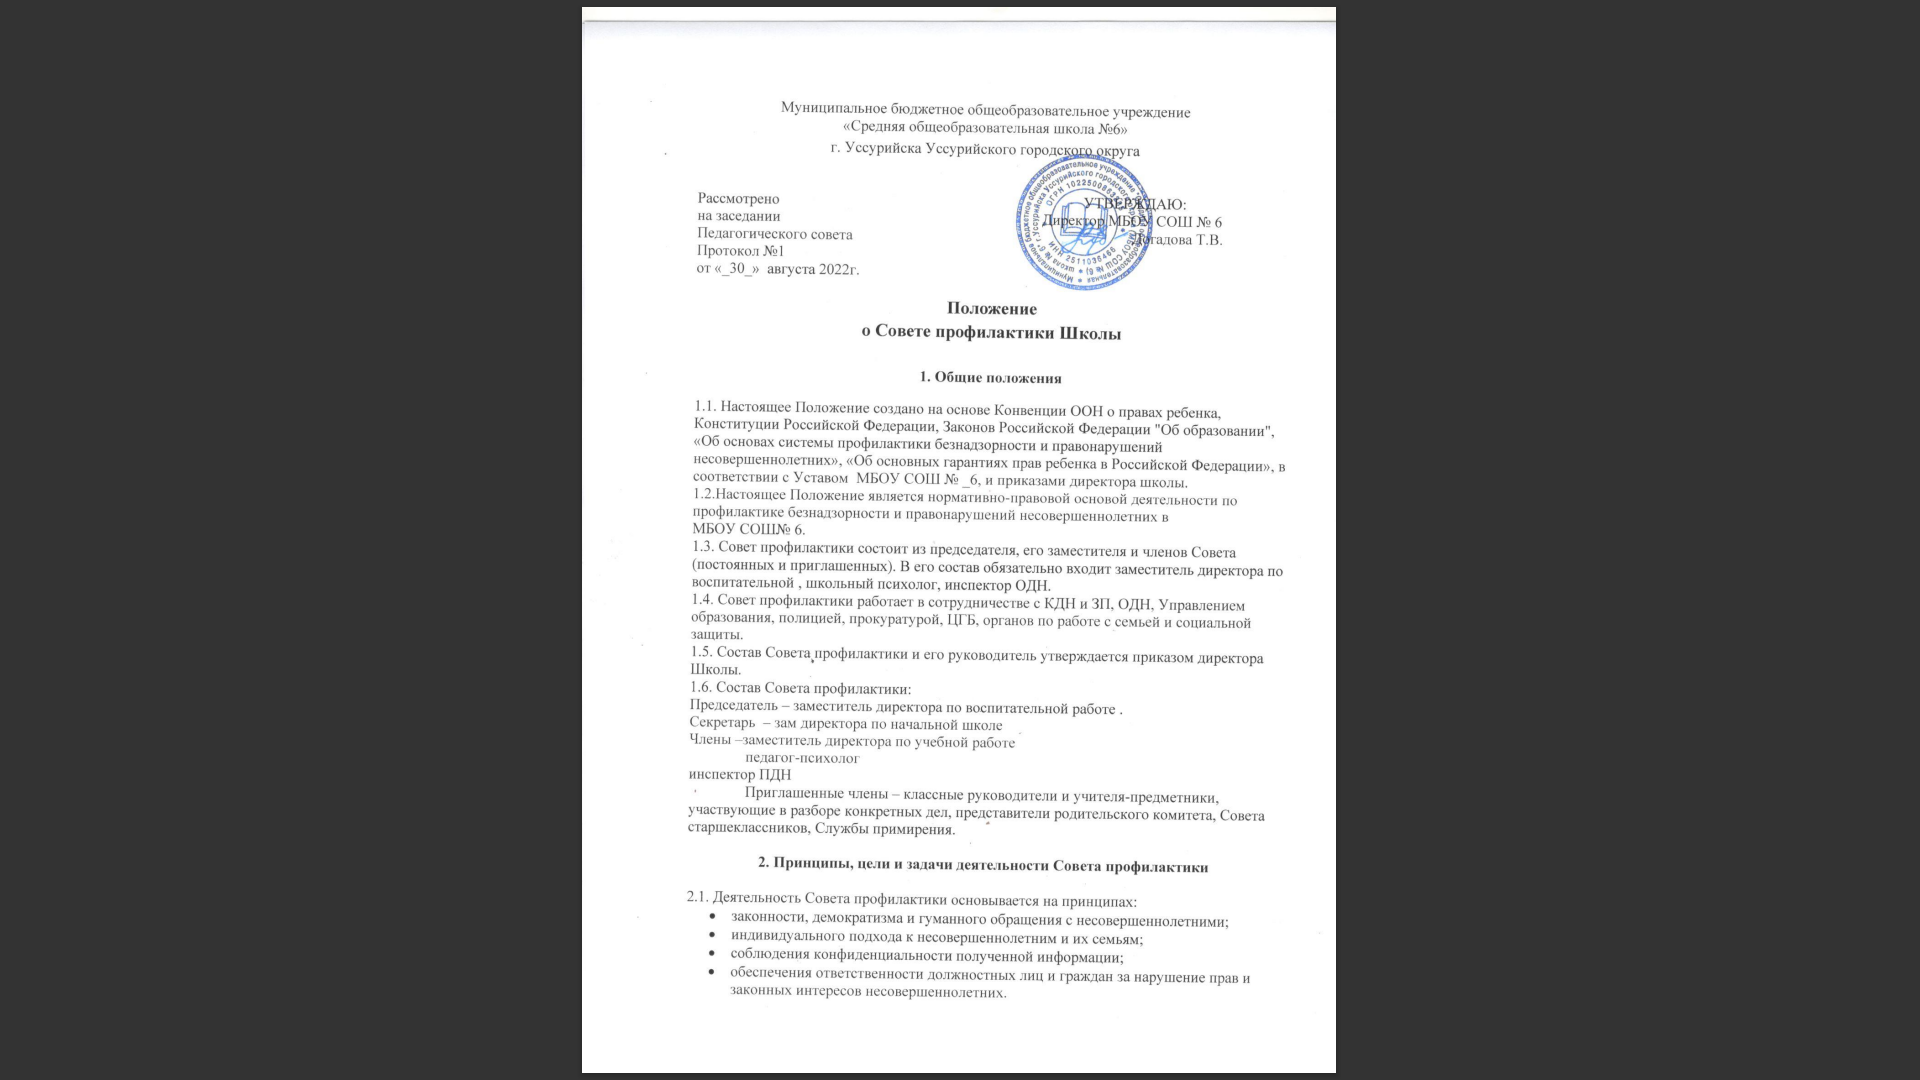 Муниципальное бюджетное общеобразовательное учреждение
«Средняя общеобразовательная школа №6»
г. Уссурийска Уссурийского городского округа
Рассмотрено
на заседании
Педагогического совета
Протокол №1
от «_30_»  августа 2022г.
УТВЕРЖДАЮ:
Директор МБОУ СОШ № 6
Догадова Т.В.
Положение
о Совете профилактики Школы
1. Общие положения
1.1. Настоящее Положение создано на основе Конвенции ООН о правах ребенка,
Конституции Российской Федерации, Законов Российской Федерации "Об образовании",
«Об основах системы профилактики безнадзорности и правонарушений
несовершеннолетних», «Об основных гарантиях прав ребенка в Российской Федерации», в
соответствии с Уставом  МБОУ СОШ № _6, и приказами директора школы.
1.2.Настоящее Положение является нормативно-правовой основой деятельности по
профилактике безнадзорности и правонарушений несовершеннолетних в
МБОУ СОШ№ 6.
1.3. Совет профилактики состоит из председателя, его заместителя и членов Совета
(постоянных и приглашенных). В его состав обязательно входит заместитель директора по
воспитательной , школьный психолог, инспектор ОДН.
1.4. Совет профилактики работает в сотрудничестве с КДН и ЗП, ОДН, Управлением
образования, полицией, прокуратурой, ЦГБ, органов по работе с семьей и социальной
защиты.
1.5. Состав Совета профилактики и его руководитель утверждается приказом директора
Школы.
1.6. Состав Совета профилактики:
Председатель – заместитель директора по воспитательной работе .
Секретарь  – зам директора по начальной школе
Члены –заместитель директора по учебной работе
педагог-психолог
инспектор ПДН
Приглашенные члены – классные руководители и учителя-предметники,
участвующие в разборе конкретных дел, представители родительского комитета, Совета
старшеклассников, Службы примирения.
2. Принципы, цели и задачи деятельности Совета профилактики
2.1. Деятельность Совета профилактики основывается на принципах:
• законности, демократизма и гуманного обращения с несовершеннолетними;
• индивидуального подхода к несовершеннолетним и их семьям;
• соблюдения конфиденциальности полученной информации;
• обеспечения ответственности должностных лиц и граждан за нарушение прав и
законных интересов несовершеннолетних.